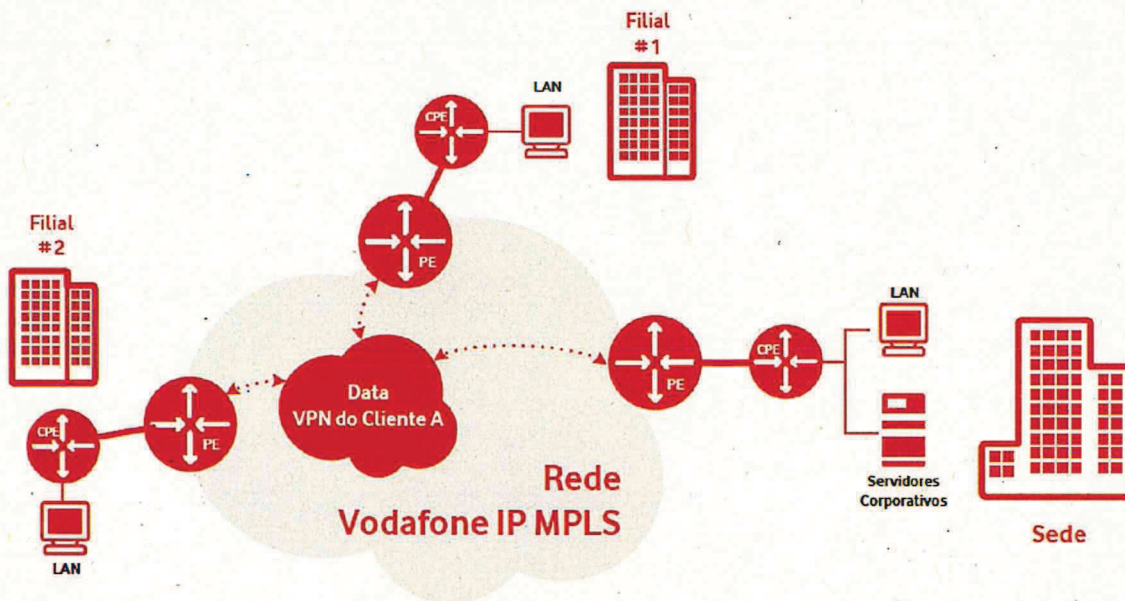 Filial
#1
LAN
CPE
PE
Filial
#2
CPE
PE
LAN
Data
VPN do Cliente A
PE
CPE
LAN
Servidores
Corporativos
Sede
Rede
Vodafone IP MPLS